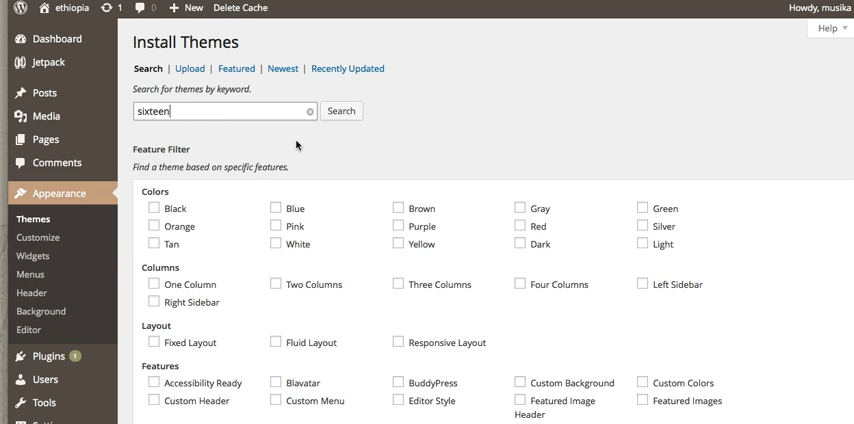 ethiopia 1 0 New Delete Cache Howdy, musika
Help
Dashboard
Jetpack
Posts
Media
Pages
Comments
Appearance
Themes
Customize
Widgets
Menus
Header
Background
Editor
Plugins 1
Users
Tools
Install Themes
Search | Upload | Featured | Newest | Recently Updated
Search for themes by keyword.
sixteen Search
Feature Filter
Find a theme based on specific features.
Colors
Black Blue Brown Gray Green
Orange Pink Purple Red Silver
Tan White Yellow Dark Light
Columns
One Column Two Columns Three Columns Four Columns Left Sidebar
Right Sidebar
Layout
Fixed Layout Fluid Layout Responsive Layout
Features
Accessibility Ready Blavatar BuddyPress Custom Background Custom Colors
Custom Header Custom Menu Editor Style Featured Image Header Featured Images